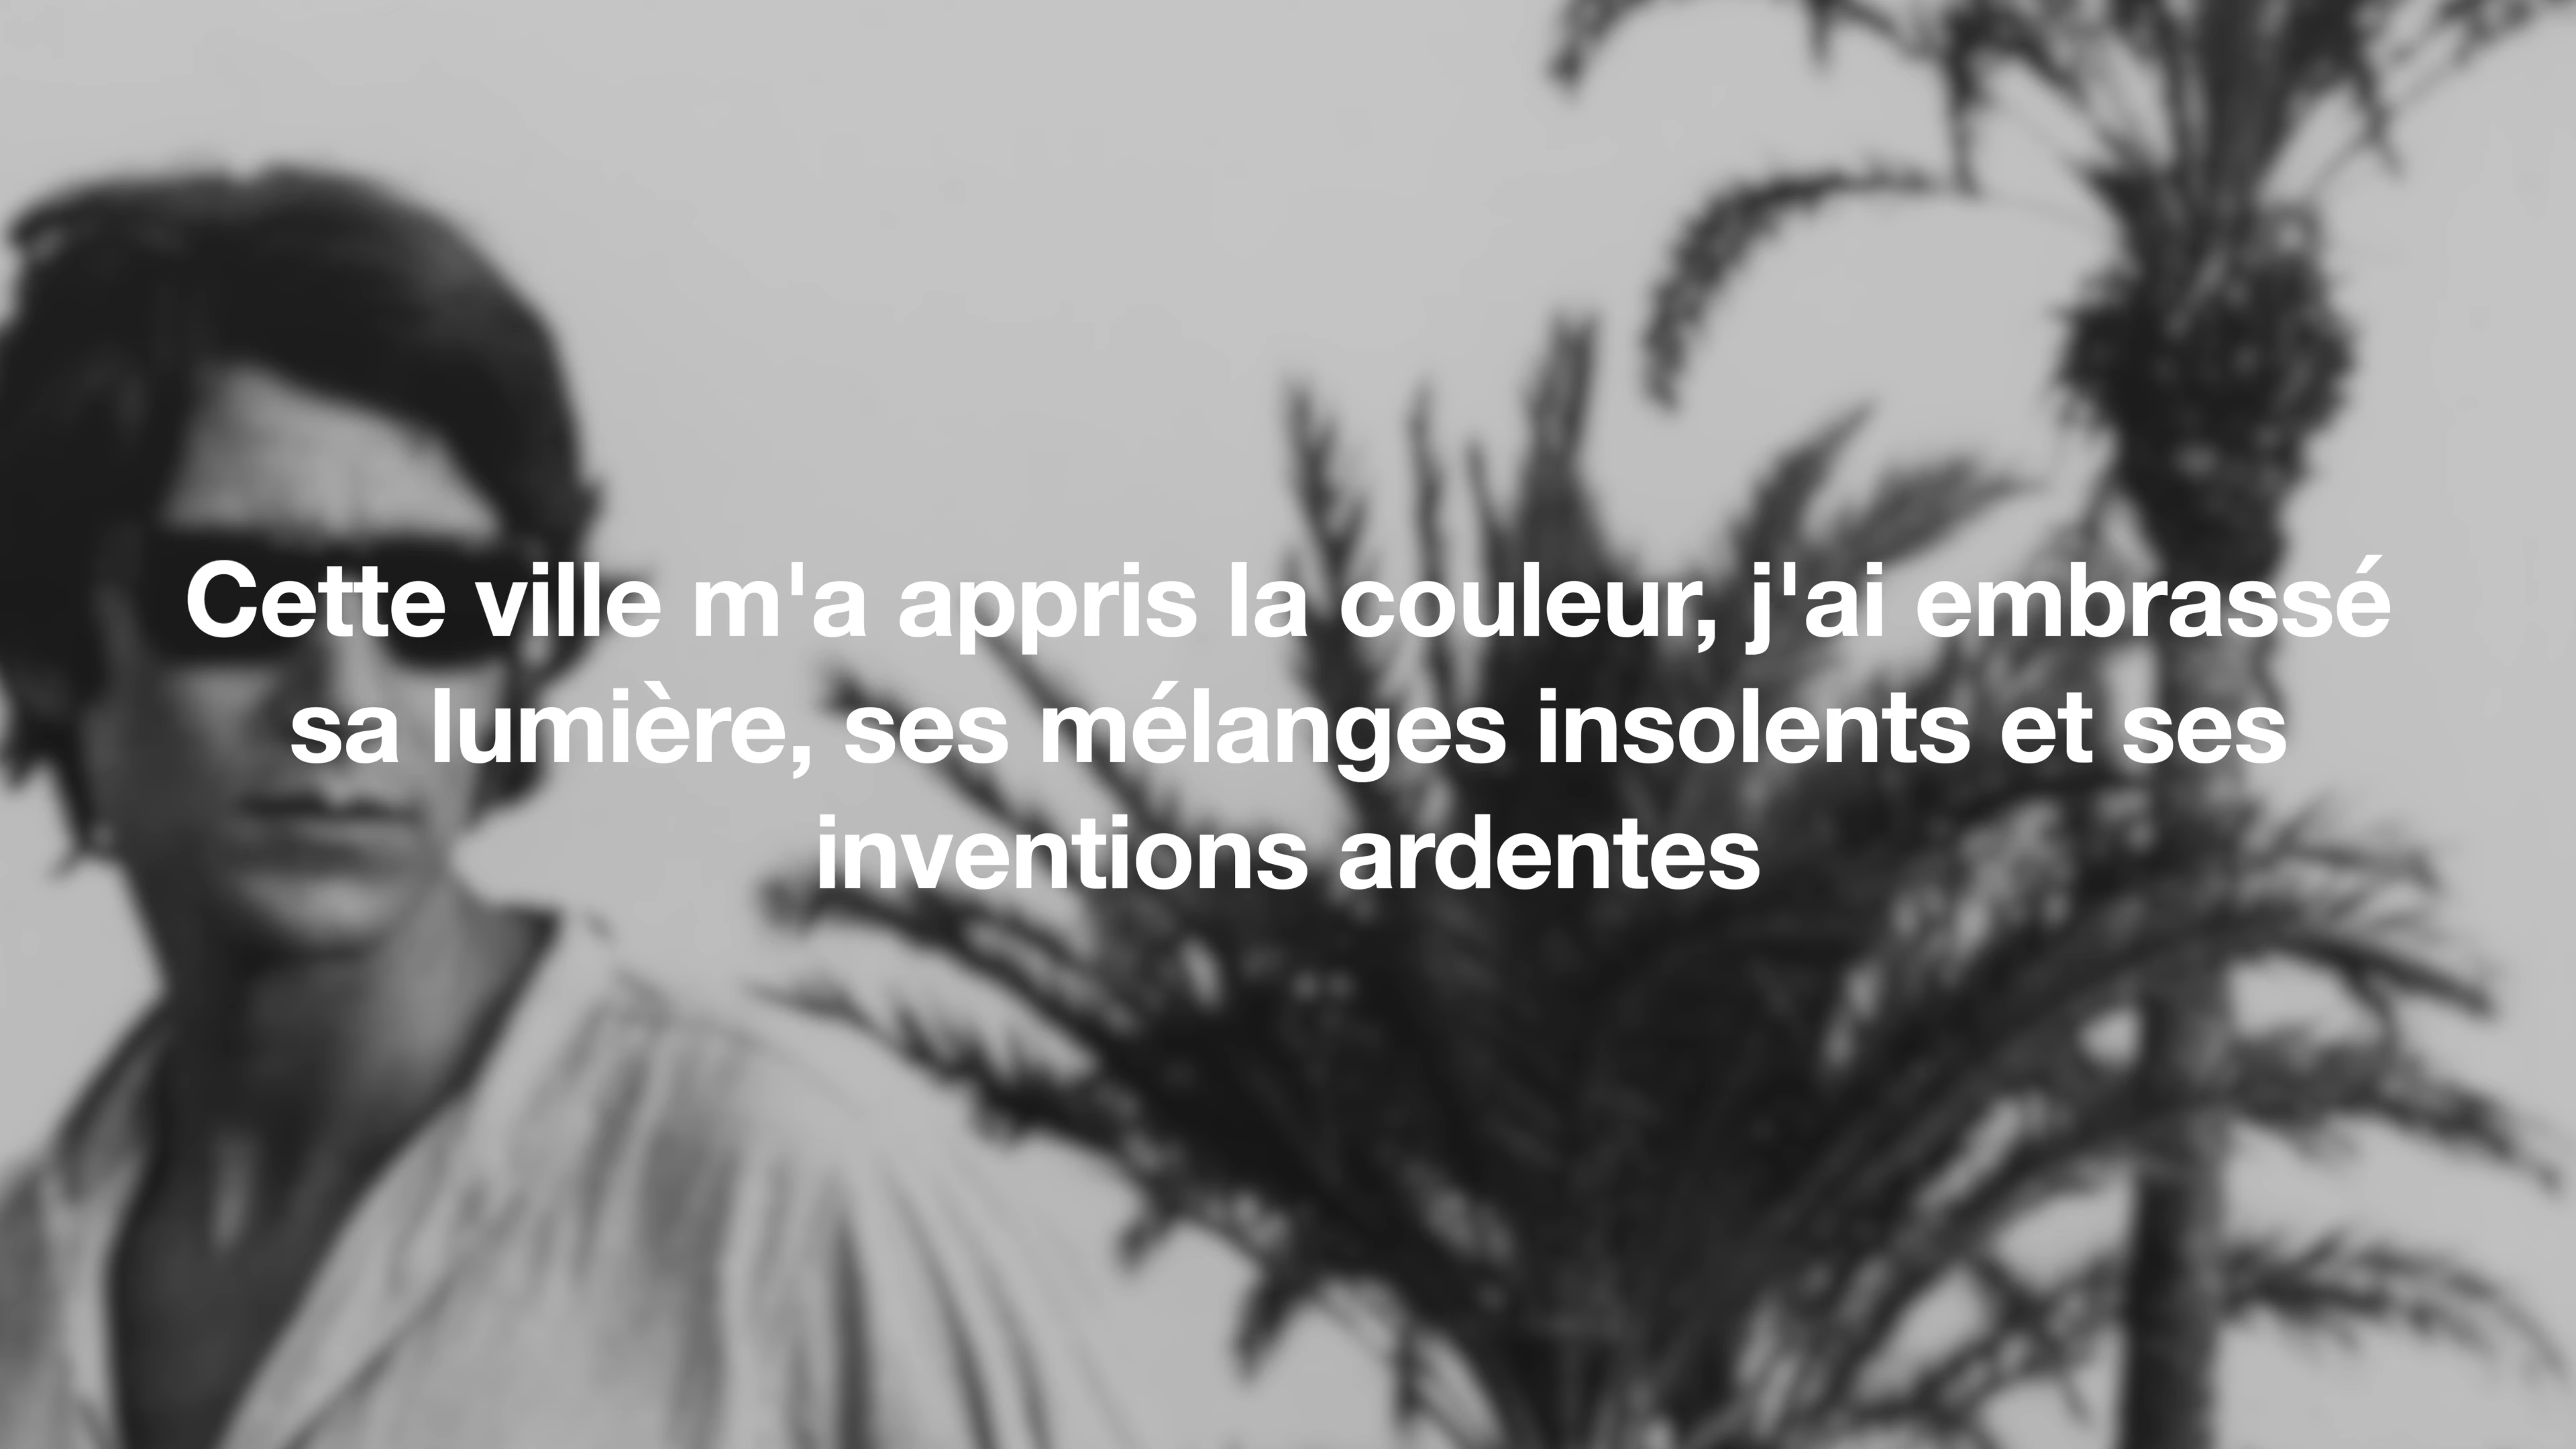 Cette ville m'a appris la couleur, j'ai embrassé
sa lumière, ses mélanges insolents et ses
inventions ardentes